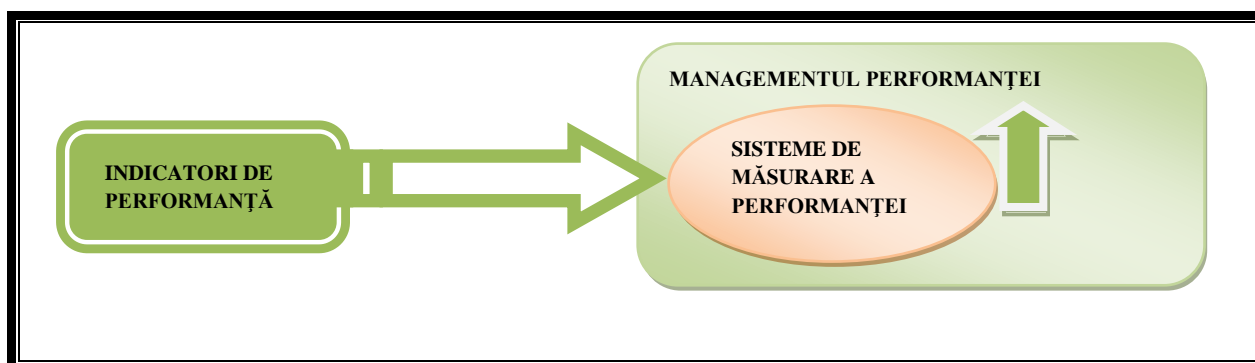 MANAGEMENTUL PERFORMANŢEI
INDICATORI DE
PERFORMANŢĂ
SISTEME DE
MĂSURARE A
PERFORMANŢEI